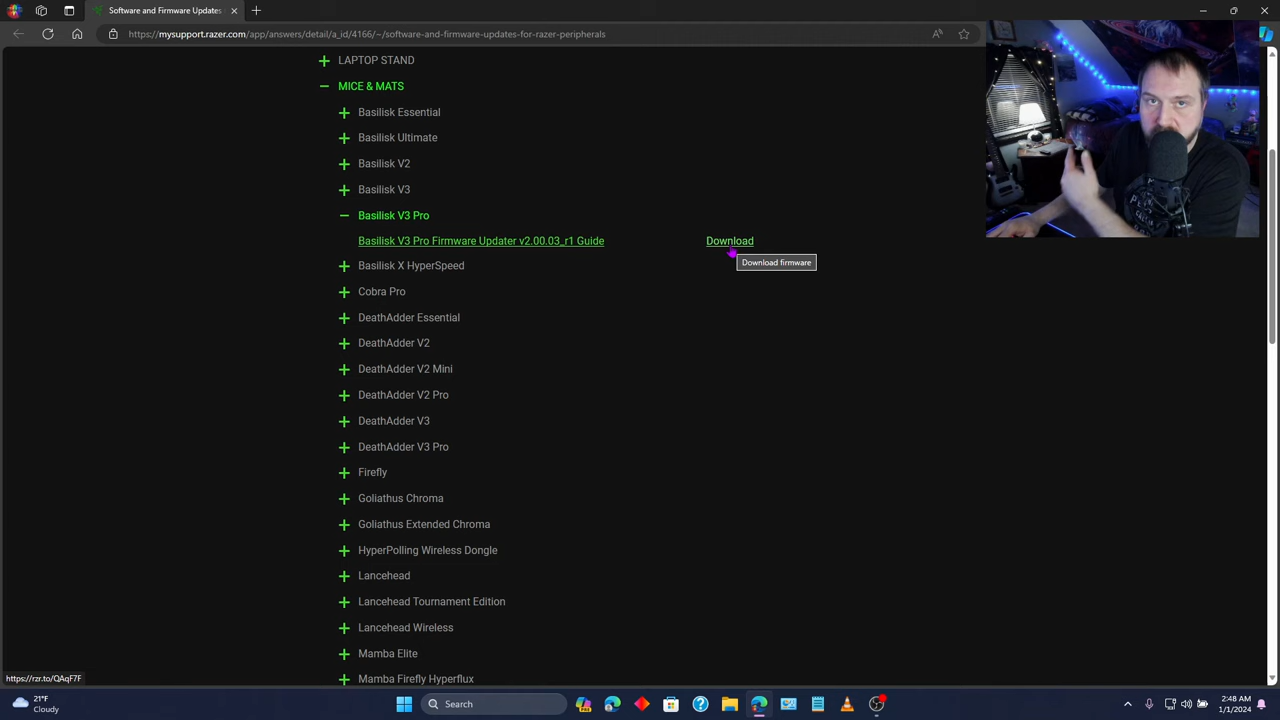 Software and Firmware Updates
https://mysupport.razer.com/app/answers/detail/a_id/4166/~/software-and-firmware-updates-for-razer-peripherals
LAPTOP STAND
MICE & MATS
Basilisk Essential
Basilisk Ultimate
Basilisk V2
Basilisk V3
Basilisk V3 Pro
Basilisk V3 Pro Firmware Updater v2.00.03_r1 Guide
Download
Download firmware
Basilisk X HyperSpeed
Cobra Pro
DeathAdder Essential
DeathAdder V2
DeathAdder V2 Mini
DeathAdder V2 Pro
DeathAdder V3
DeathAdder V3 Pro
Firefly
Goliathus Chroma
Goliathus Extended Chroma
HyperPolling Wireless Dongle
Lancehead
Lancehead Tournament Edition
Lancehead Wireless
Mamba Elite
Mamba Firefly Hyperflux
https://rzr.to/QAqF7F
21°F
Cloudy
Search
2:48 AM
1/1/2024